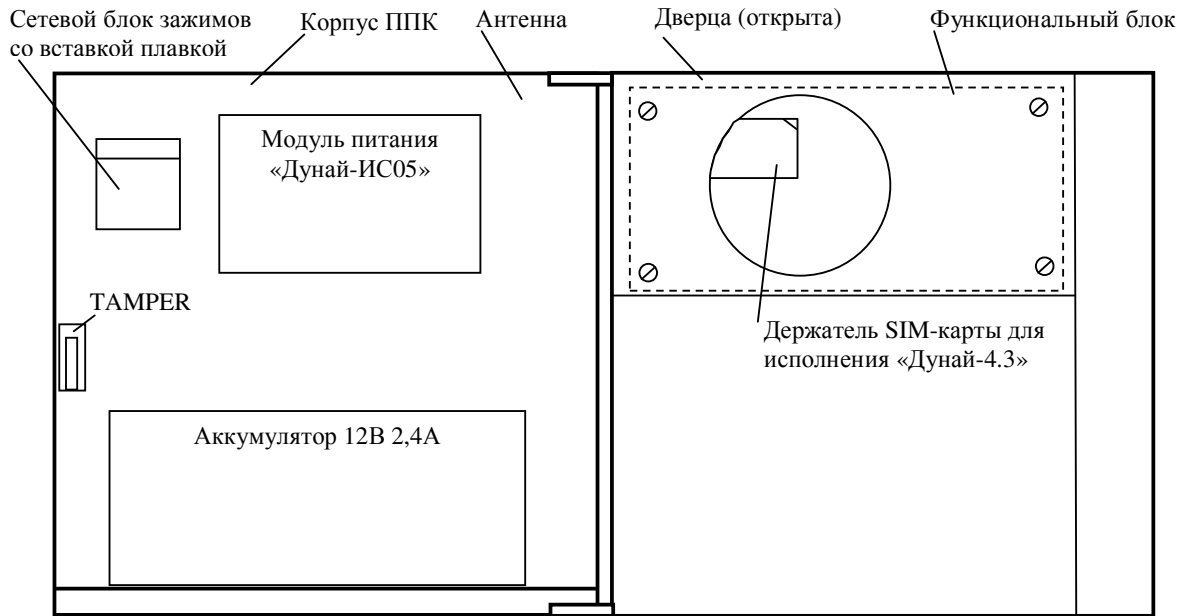 Сетевой блок зажимов
со вставкой плавкой
Корпус ППК
Антенна
Дверца (открыта)
Функциональный блок
Модуль питания
«Дунай-ИС05»
TAMPER
Держатель SIM-карты для
исполнения «Дунай-4.3»
Аккумулятор 12В 2,4А